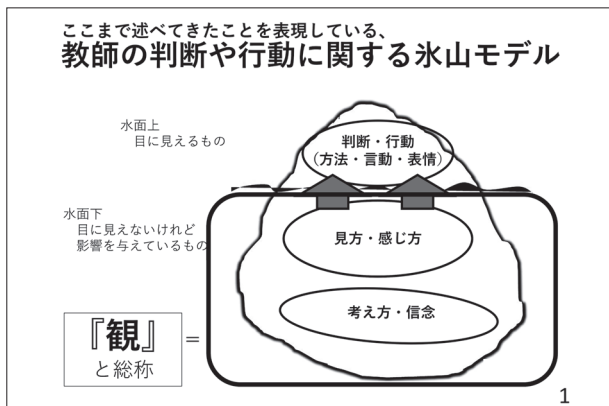 ここまで述べてきたことを表現している、
教師の判断や行動に関する氷山モデル
水面上
目に見えるもの
判断・行動
(方法・言動・表情)
水面下
目に見えないけれど
影響を与えているもの
見方・感じ方
考え方・信念
『観』
と総称
=
1